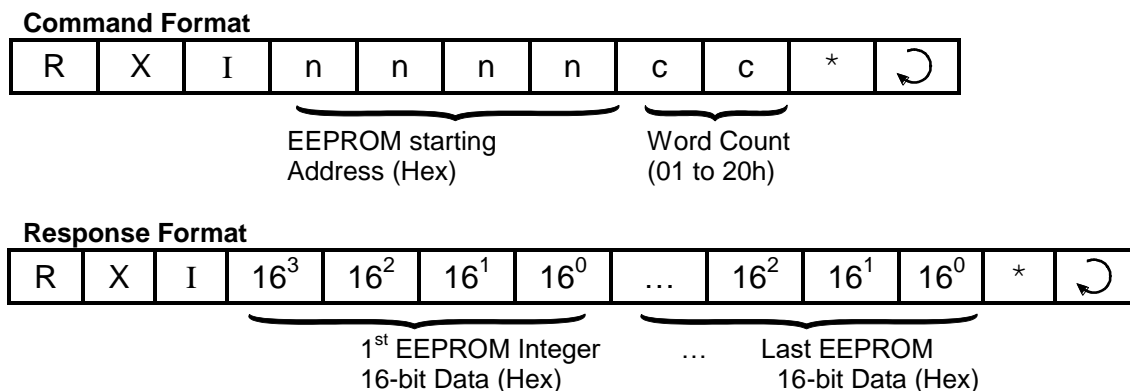 Command Format
R X I n n n n c c *
EEPROM starting Word Count
Address (Hex) (01 to 20h)
Response Format
R X I 16³ 16² 16¹ 16⁰ … 16² 16¹ 16⁰ *
1ˢᵗ EEPROM Integer … Last EEPROM
16-bit Data (Hex) 16-bit Data (Hex)